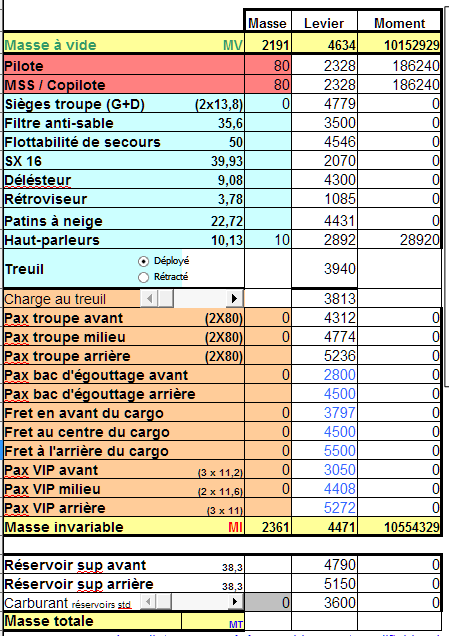 Masse Levier Moment
Masse à vide MV 2191 4634 10152929
Pilote 80 2328 186240
MSS / Copilote 80 2328 186240
Sièges troupe (G+D) (2x13,8) 0 4779 0
Filtre anti-sable 35,6 3500 0
Flottabilité de secours 50 4546 0
SX 16 39,93 2070 0
Délésteur 9,08 4300 0
Rétroviseur 3,78 1085 0
Patins à neige 22,72 4431 0
Haut-parleurs 10,13 10 2892 28920
Treuil Déployé 3940
Rétracté
Charge au treuil 3813
Pax troupe avant (2X80) 0 4312 0
Pax troupe milieu (2X80) 0 4774 0
Pax troupe arrière (2X80) 5236 0
Pax bac d'égouttage avant 0 2800 0
Pax bac d'égouttage arrière 4500 0
Fret en avant du cargo 0 3797 0
Fret au centre du cargo 0 4500 0
Fret à l'arrière du cargo 0 5500 0
Pax VIP avant (3 x 11,2) 0 3050 0
Pax VIP milieu (2 x 11,6) 0 4408 0
Pax VIP arrière (3 x 11) 5272 0
Masse invariable MI 2361 4471 10554329
Réservoir sup avant 38,3 4790 0
Réservoir sup arrière 38,3 5150 0
Carburant réservoirs std 0 3600 0
Masse totale MT